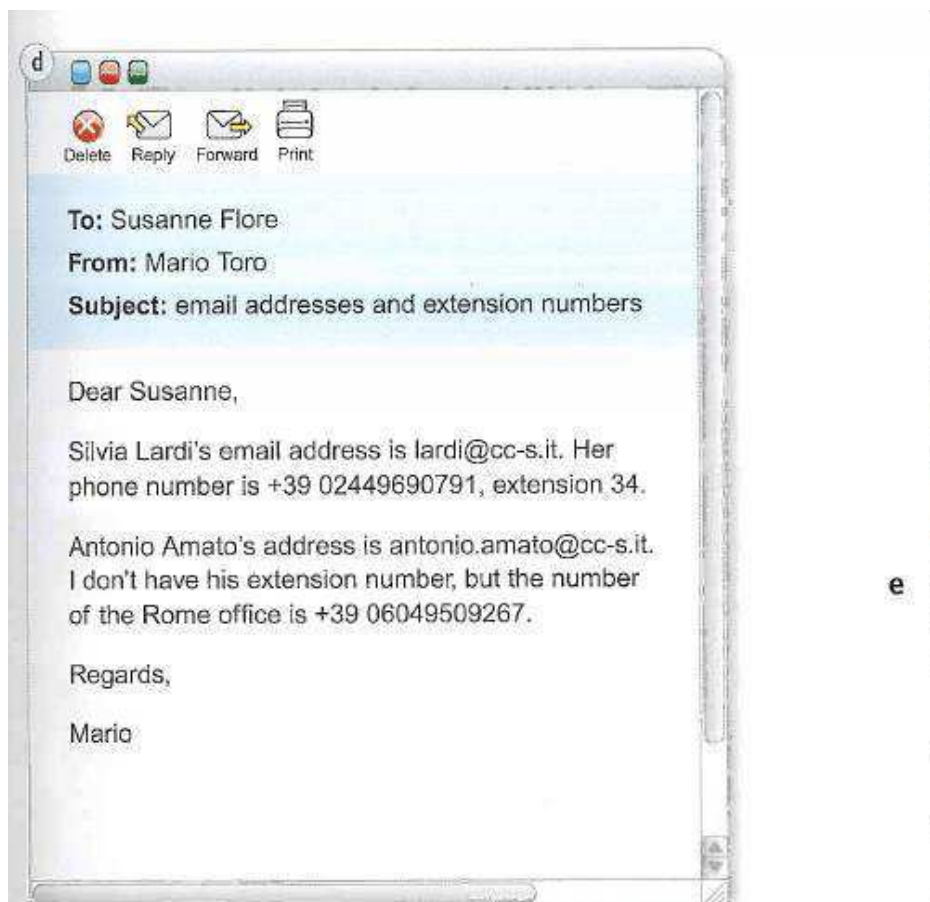 d
Delete Reply Forward Print
To: Susanne Flore
From: Mario Toro
Subject: email addresses and extension numbers
Dear Susanne,
Silvia Lardi's email address is lardi@cc-s.it. Her
phone number is +39 02449690791, extension 34.
Antonio Amato's address is antonio.amato@cc-s.it.
I don't have his extension number, but the number
of the Rome office is +39 06049509267.
e
Regards,
Mario